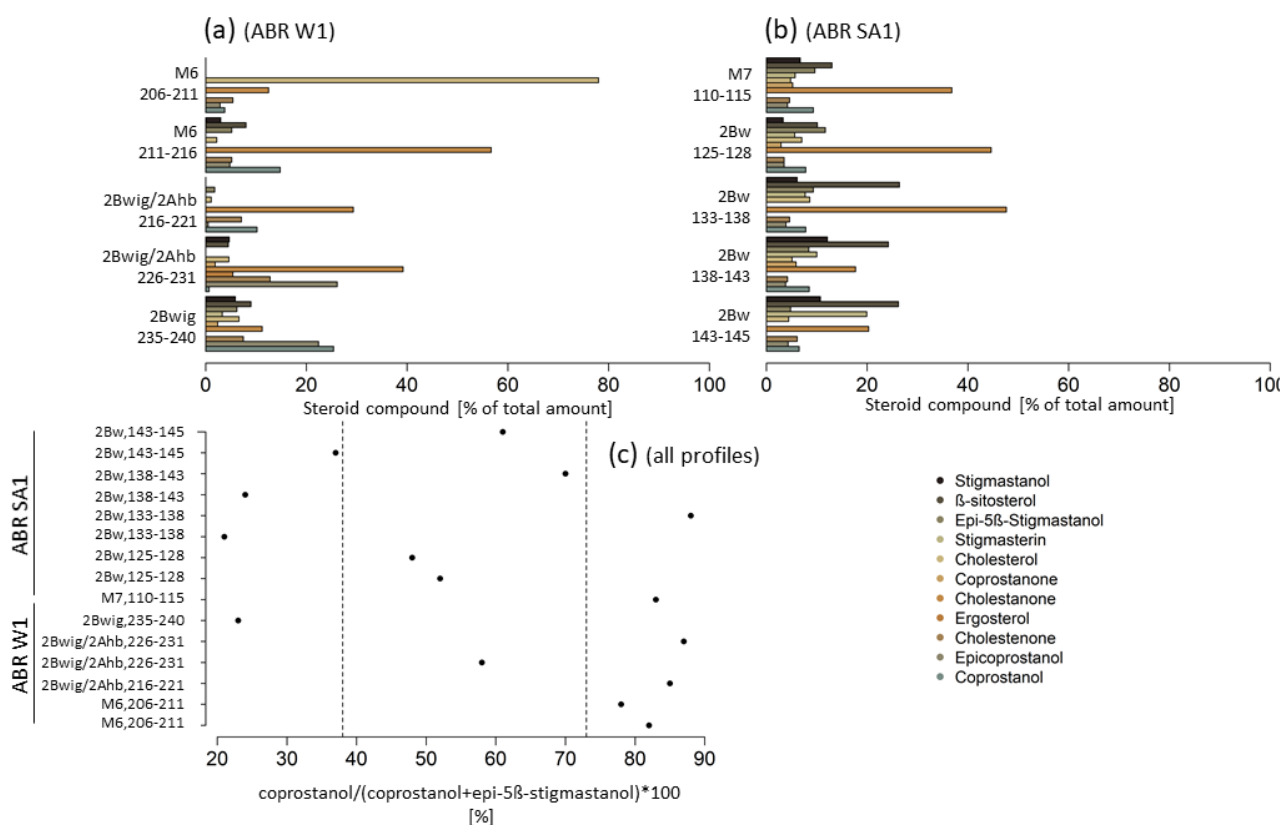 (a) (ABR W1)
M6
206-211
M6
211-216
2Bwig/2Ahb
216-221
2Bwig/2Ahb
226-231
2Bwig
235-240
0 20 40 60 80 100
Steroid compound [% of total amount]
(b) (ABR SA1)
M7
110-115
2Bw
125-128
2Bw
133-138
2Bw
138-143
2Bw
143-145
0 20 40 60 80 100
Steroid compound [% of total amount]
(c) (all profiles)
ABR SA1
2Bw,143-145
2Bw,143-145
2Bw,138-143
2Bw,138-143
2Bw,133-138
2Bw,133-138
2Bw,125-128
2Bw,125-128
M7,110-115
ABR W1
2Bwig,235-240
2Bwig/2Ahb,226-231
2Bwig/2Ahb,226-231
2Bwig/2Ahb,216-221
M6,206-211
M6,206-211
20 30 40 50 60 70 80 90
coprostanol/(coprostanol+epi-5ß-stigmastanol)*100
[%]
Stigmastanol
ß-sitosterol
Epi-5ß-Stigmastanol
Stigmasterin
Cholesterol
Coprostanone
Cholestanone
Ergosterol
Cholestenone
Epicoprostanol
Coprostanol